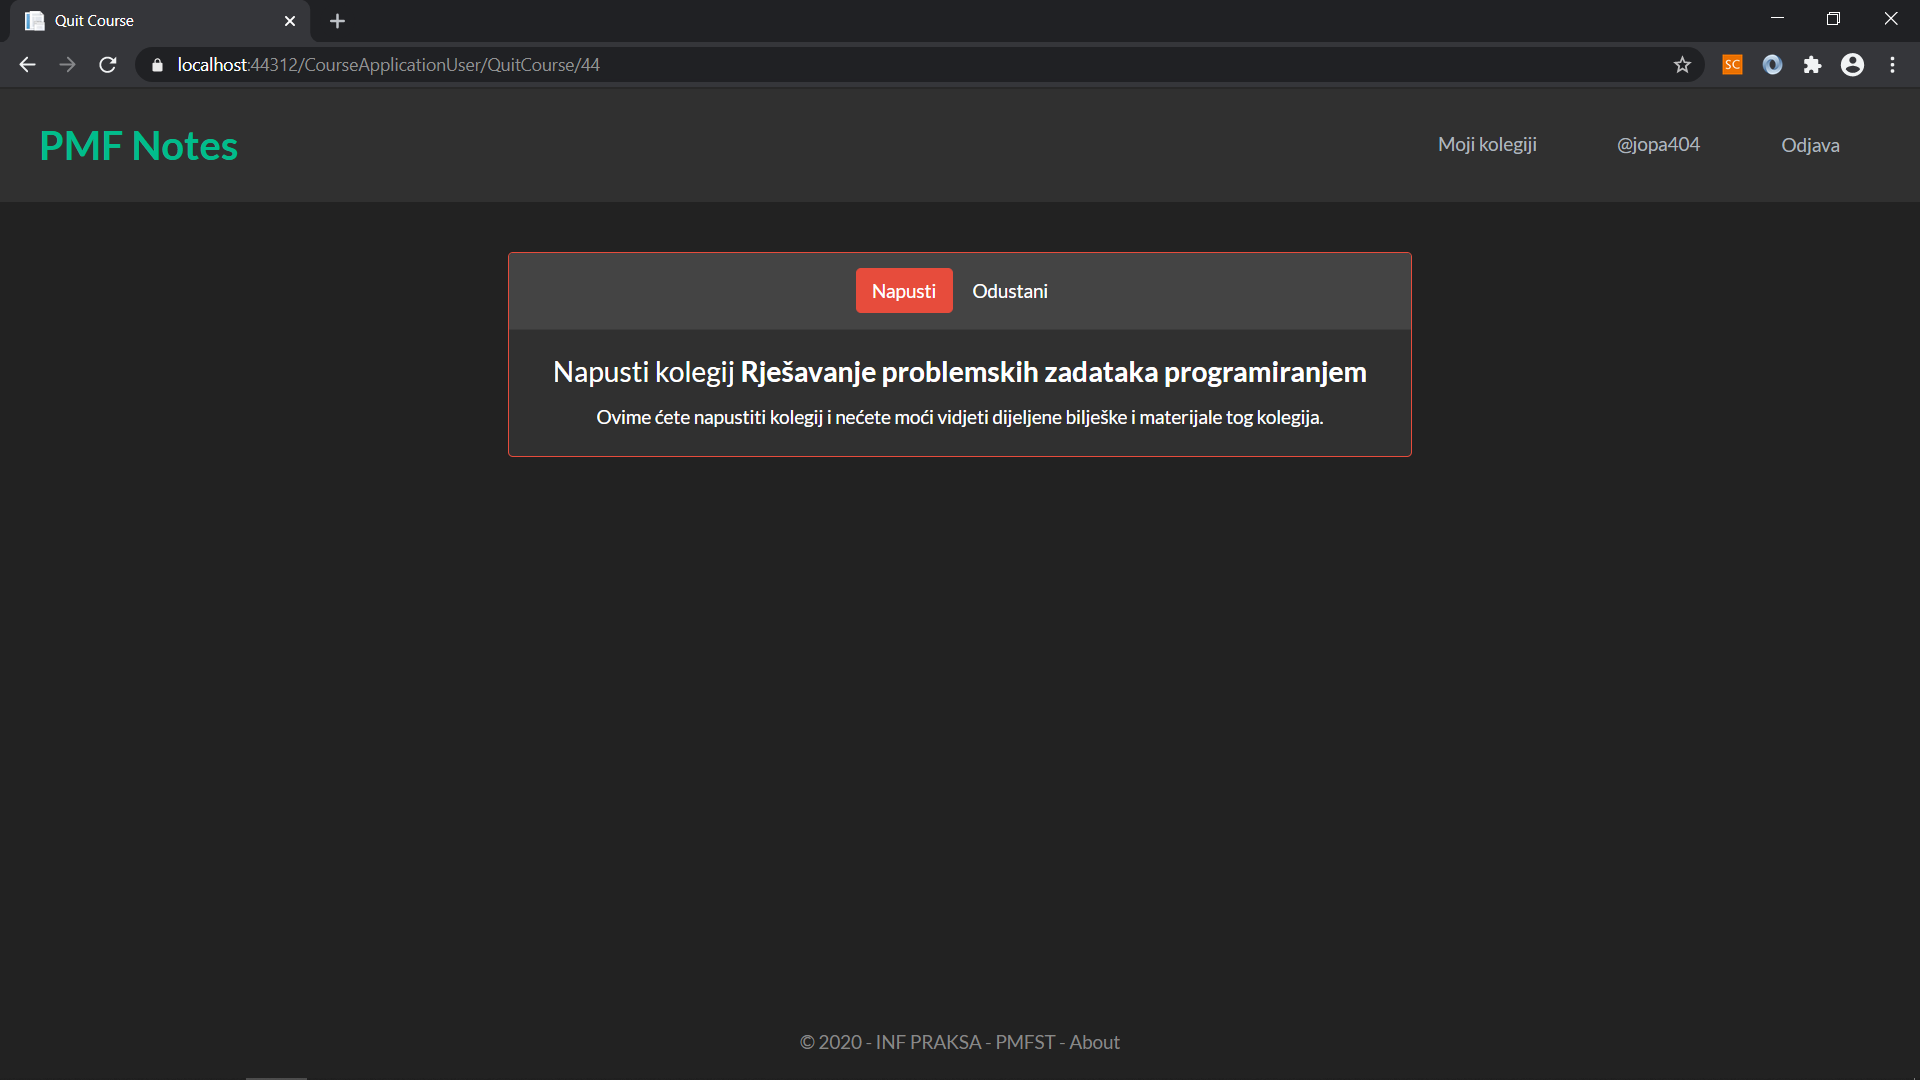 Quit Course
localhost:44312/CourseApplicationUser/QuitCourse/44
SC
PMF Notes
Moji kolegiji
@jopa404
Odjava
Napusti
Odustani
Napusti kolegij Rješavanje problemskih zadataka programiranjem
Ovime ćete napustiti kolegij i nećete moći vidjeti dijeljene bilješke i materijale tog kolegija.
© 2020 - INF PRAKSA - PMFST - About